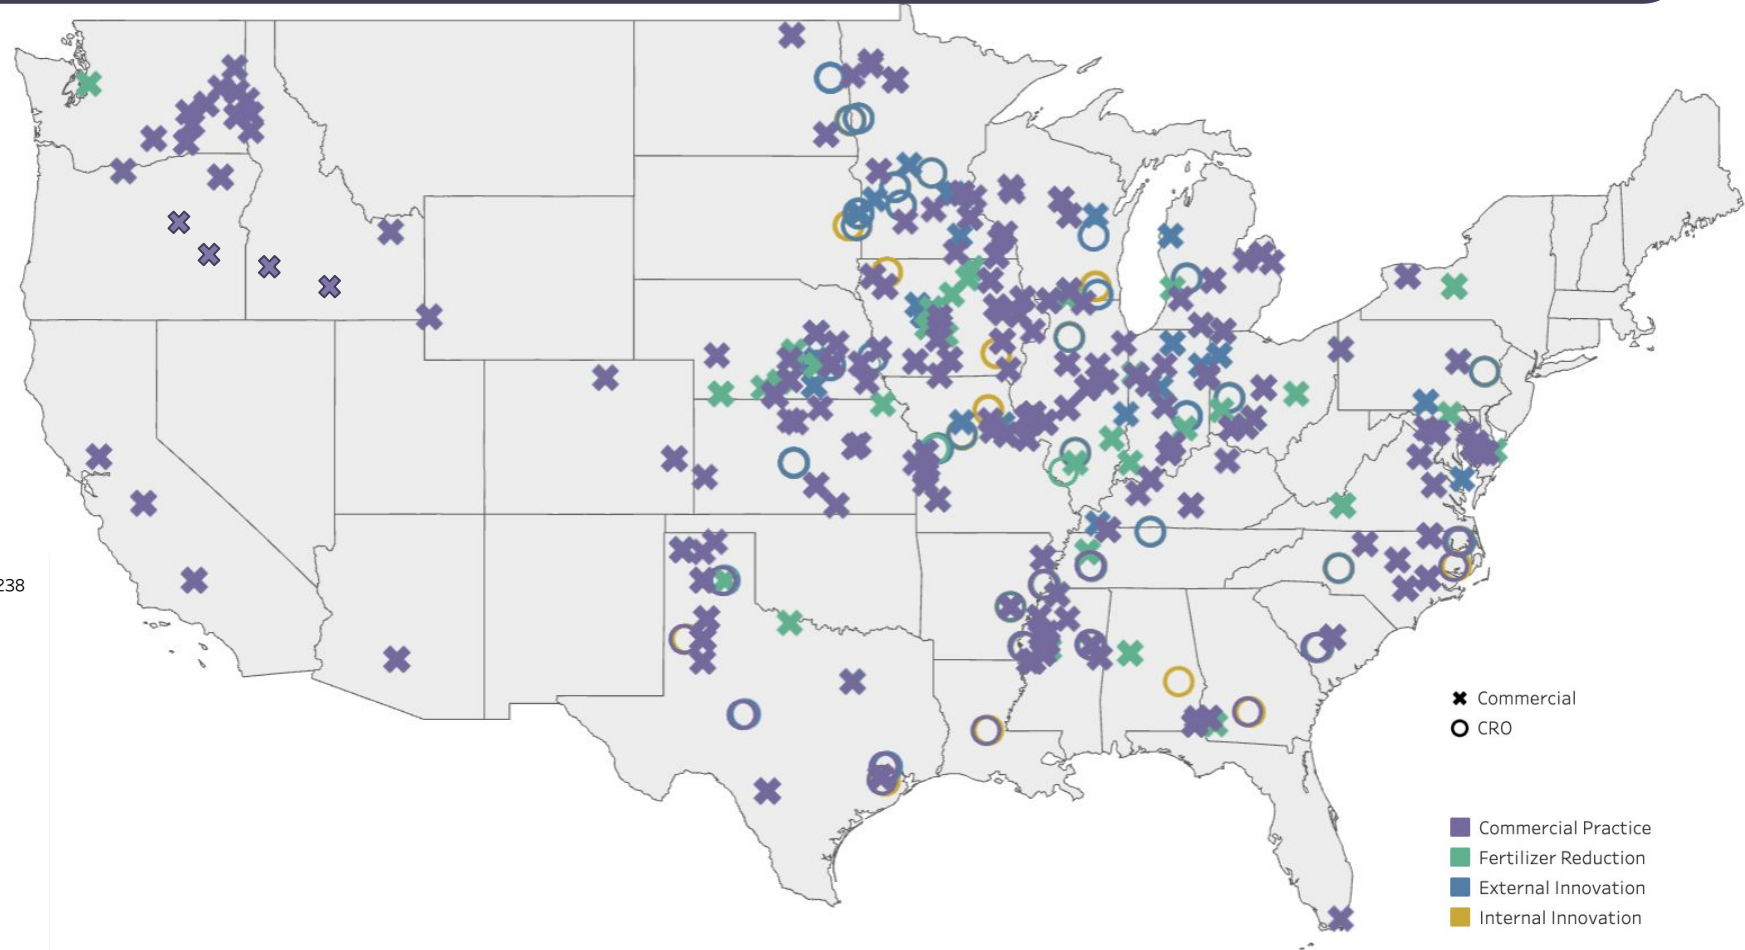 238
Commercial
CRO
Commercial Practice
Fertilizer Reduction
External Innovation
Internal Innovation